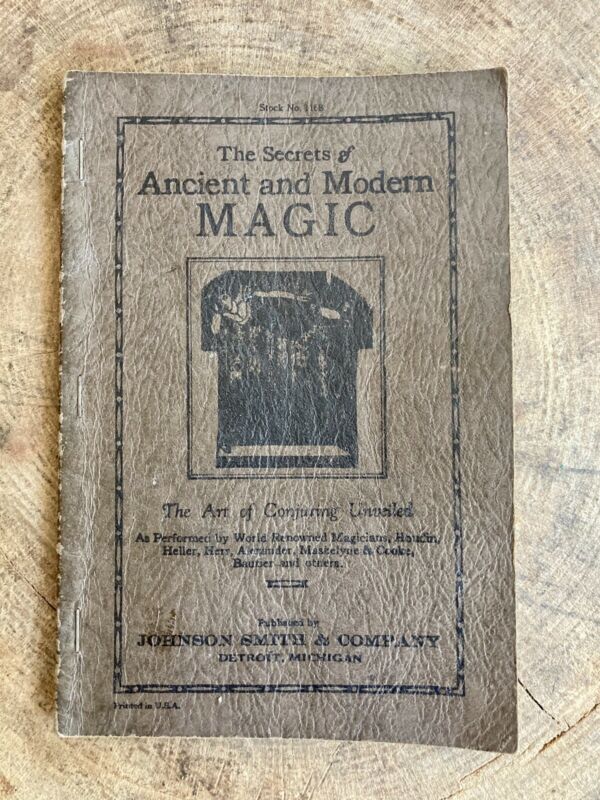 Stock No. 1168
The Secrets of
Ancient and Modern
MAGIC
The Art of Conjuring Unveiled
As Performed by World Renowned Magicians, Houdin,
Heller, Herr, Alexander, Maskelyne & Cooke,
and others.
Published by
JOHNSON SMITH & COMPANY
DETROIT, MICHIGAN
Printed in U.S.A.